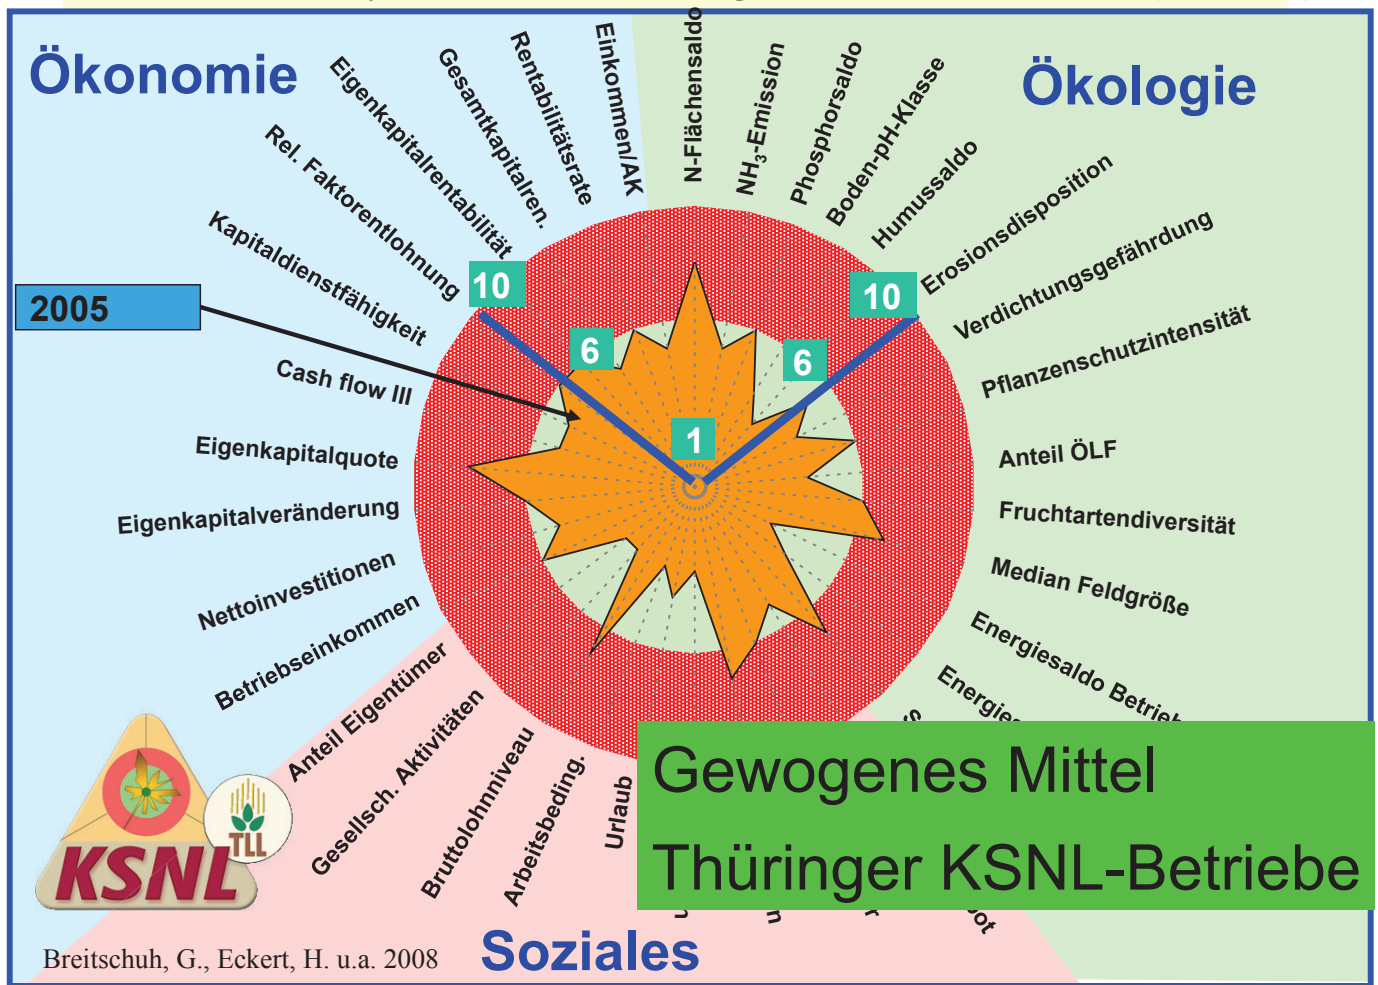 Ökonomie
Ökologie
Soziales
2005
10
6
1
6
10
Betriebseinkommen
Nettoinvestitionen
Eigenkapitalveränderung
Eigenkapitalquote
Cash flow III
Kapitaldienstfähigkeit
Rel. Faktorentlohnung
Eigenkapitalrentabilität
Gesamtkapitalren.
Rentabilitätsrate
Einkommen/AK
N-Flächensaldo
NH₃-Emission
Phosphorsaldo
Boden-pH-Klasse
Humussaldo
Erosionsdisposition
Verdichtungsgefährdung
Pflanzenschutzintensität
Anteil ÖLF
Fruchtartendiversität
Median Feldgröße
Energiesaldo Betrieb
Urlaub
Arbeitsbeding.
Bruttolohnniveau
Gesellsch. Aktivitäten
Anteil Eigentümer
Gewogenes Mittel
Thüringer KSNL-Betriebe
KSNL
TLL
Breitschuh, G., Eckert, H. u.a. 2008